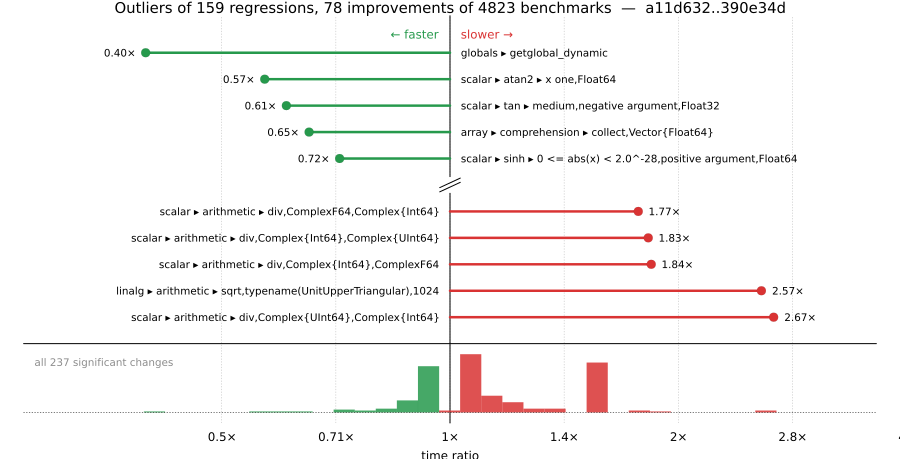 Outliers of 159 regressions, 78 improvements of 4823 benchmarks — a11d632..390e34d
← faster slower →
0.40× globals ▸ getglobal_dynamic
0.57× scalar ▸ atan2 ▸ x one,Float64
0.61× scalar ▸ tan ▸ medium,negative argument,Float32
0.65× array ▸ comprehension ▸ collect,Vector{Float64}
0.72× scalar ▸ sinh ▸ 0 <= abs(x) < 2.0^-28,positive argument,Float64
scalar ▸ arithmetic ▸ div,ComplexF64,Complex{Int64} 1.77×
scalar ▸ arithmetic ▸ div,Complex{Int64},Complex{UInt64} 1.83×
scalar ▸ arithmetic ▸ div,Complex{Int64},ComplexF64 1.84×
linalg ▸ arithmetic ▸ sqrt,typename(UnitUpperTriangular),1024 2.57×
scalar ▸ arithmetic ▸ div,Complex{UInt64},Complex{Int64} 2.67×
all 237 significant changes
0.5× 0.71× 1× 1.4× 2× 2.8×
time ratio